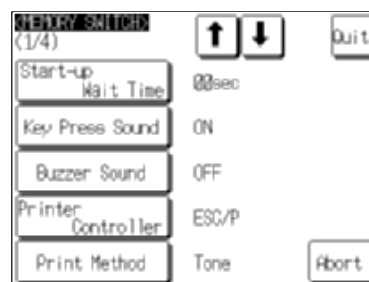 <MEMORY SWITCH>
(1/4)
↑ ↓ Quit
Start-up
Wait Time 00sec
Key Press Sound ON
Buzzer Sound OFF
Printer
Controller ESC/P
Print Method Tone
Abort